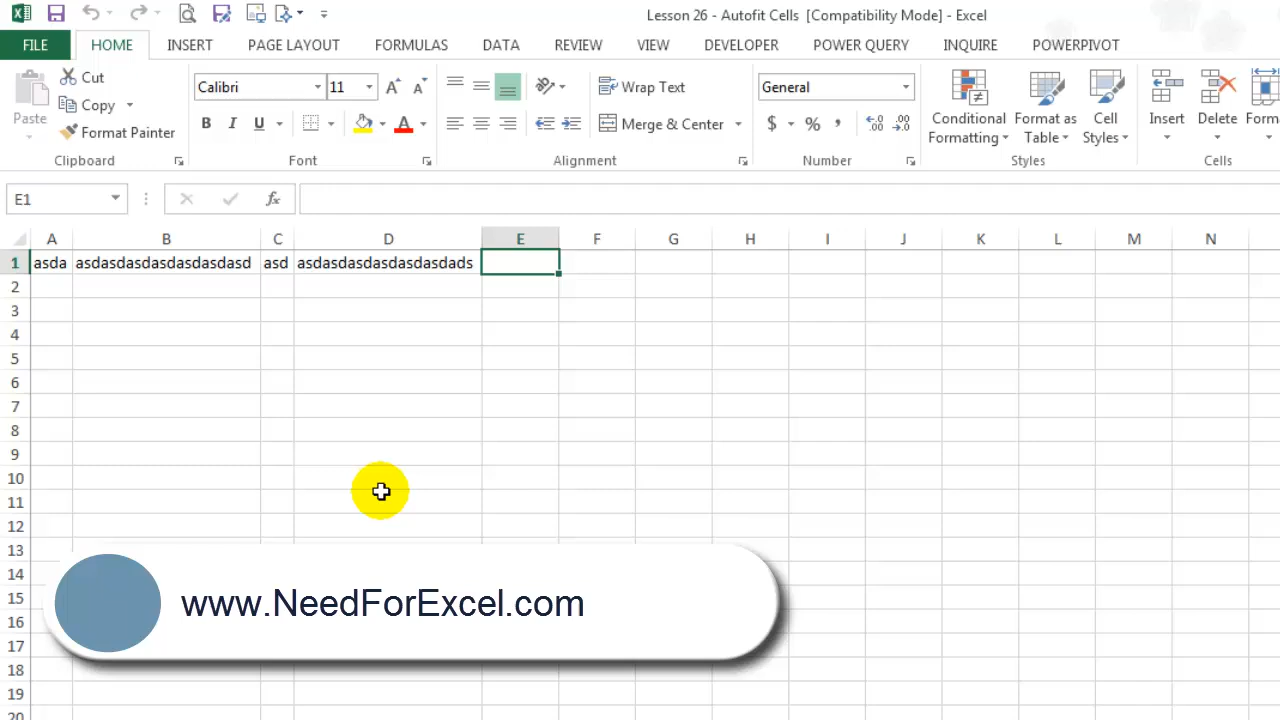 Lesson 26 - Autofit Cells [Compatibility Mode] - Excel
FILE HOME INSERT PAGE LAYOUT FORMULAS DATA REVIEW VIEW DEVELOPER POWER QUERY INQUIRE POWERPIVOT
Cut
Copy
Format Painter
Paste
Clipboard
Calibri 11
B I U
Font
Wrap Text
Merge & Center
Alignment
General
$ % ,
Number
Conditional Formatting
Format as Table
Cell Styles
Styles
Insert Delete Form
Cells
E1 fx
A B C D E F G H I J K L M N
1 asda asdasdasdasdasdasdasd asd asdasdasdasdasdasdads
2
3
4
5
6
7
8
9
10
11
12
13
14
15
16
17
18
19
20
www.NeedForExcel.com